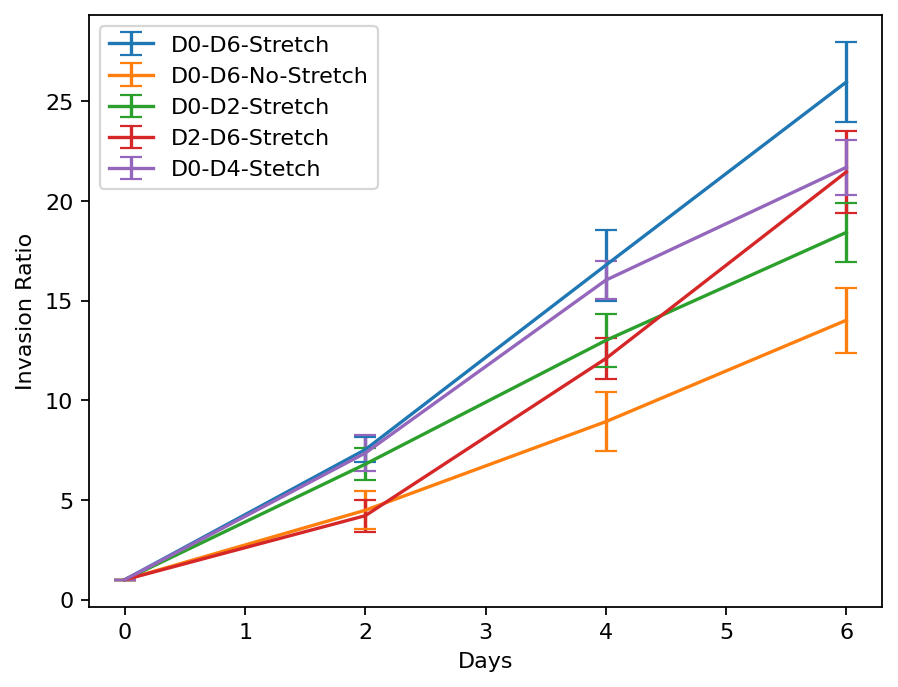 D0-D6-Stretch
D0-D6-No-Stretch
D0-D2-Stretch
D2-D6-Stretch
D0-D4-Stetch
25
20
15
10
5
0
Invasion Ratio
0 1 2 3 4 5 6
Days